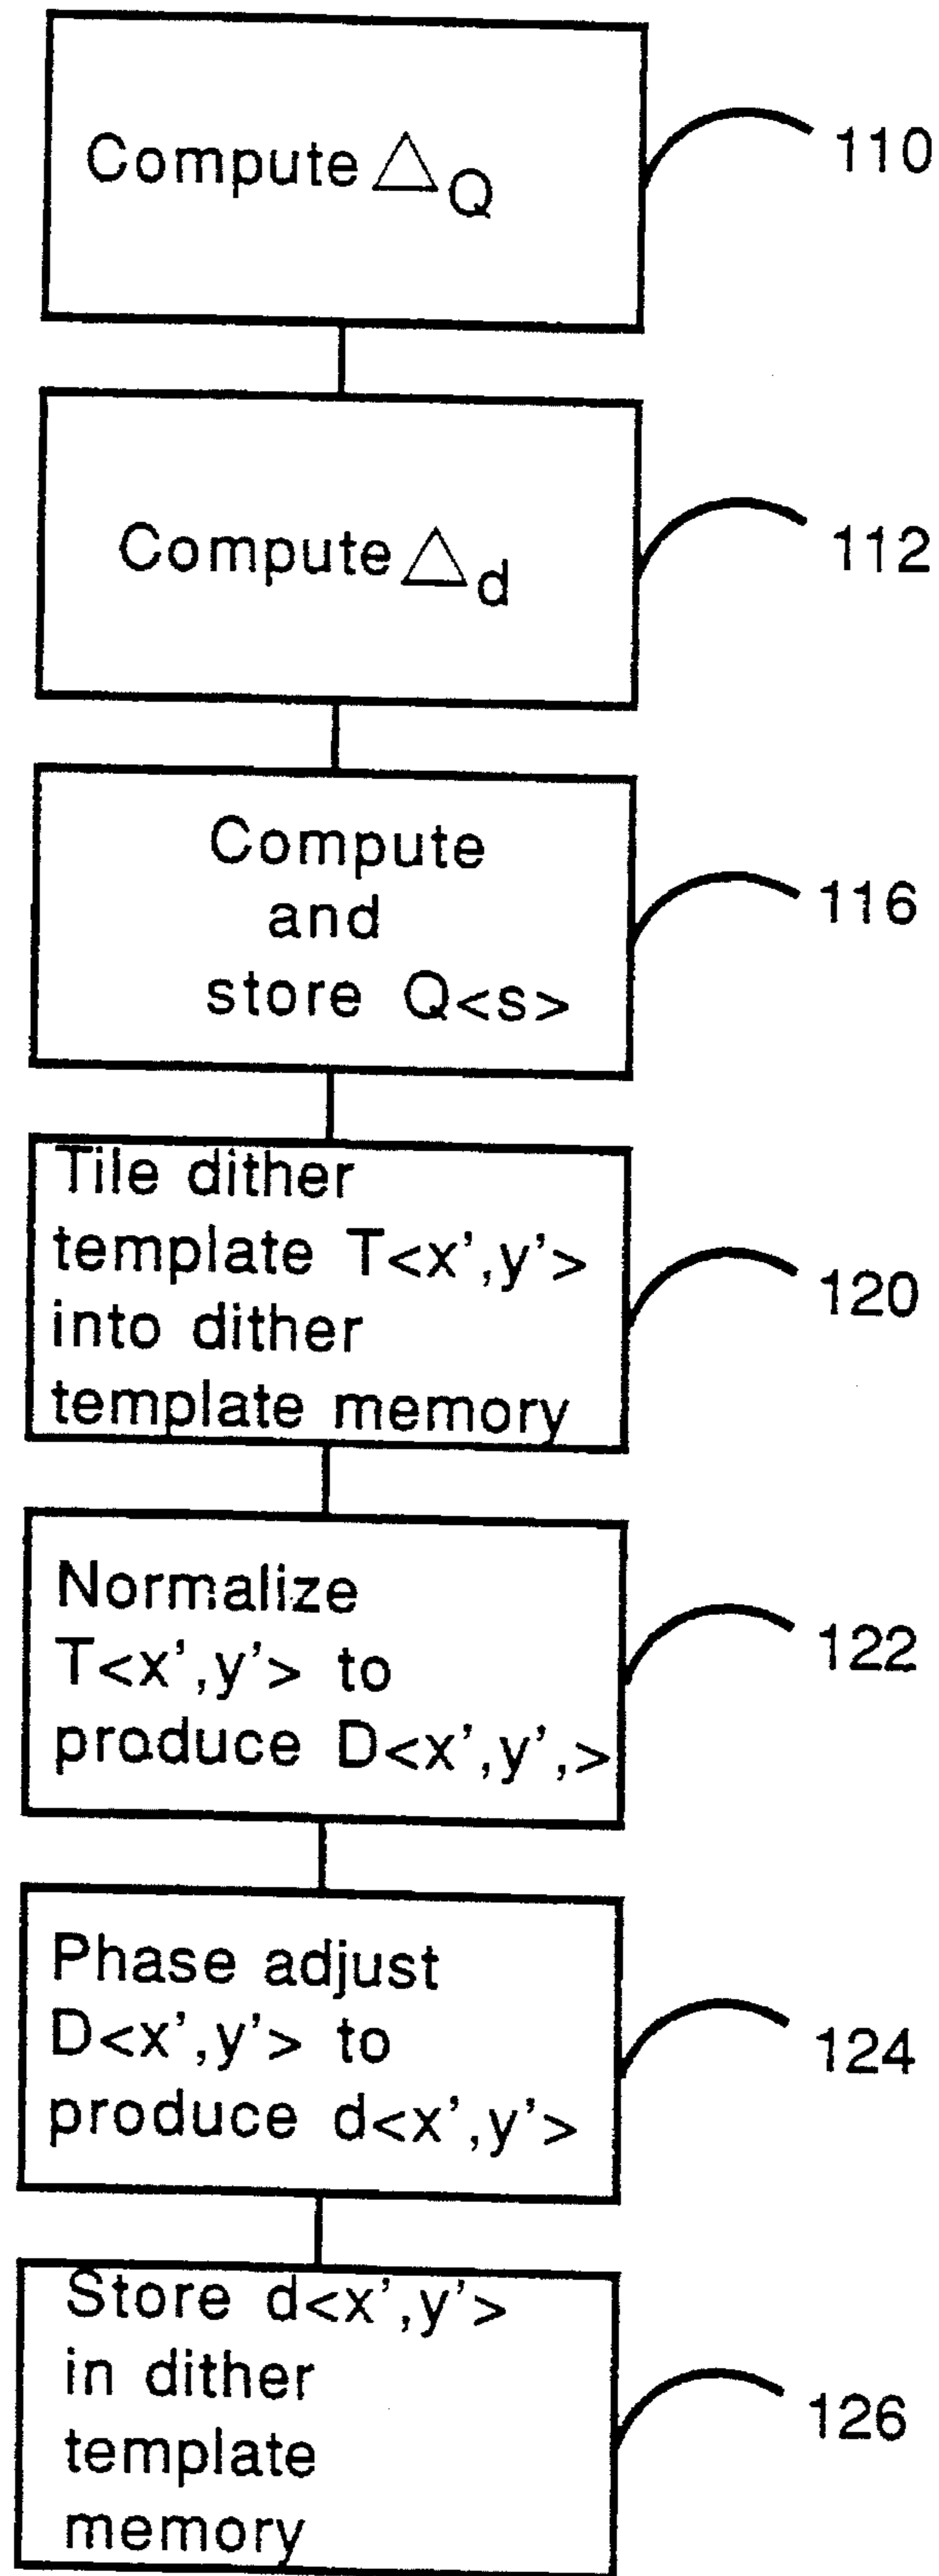 Compute △Q
110
Compute △d
112
Compute
and
store Q<s>
116
Tile dither
template T<x',y'>
into dither
template memory
120
Normalize
T<x',y'> to
produce D<x',y',>
122
Phase adjust
D<x',y'> to
produce d<x',y'>
124
Store d<x',y'>
in dither
template
memory
126